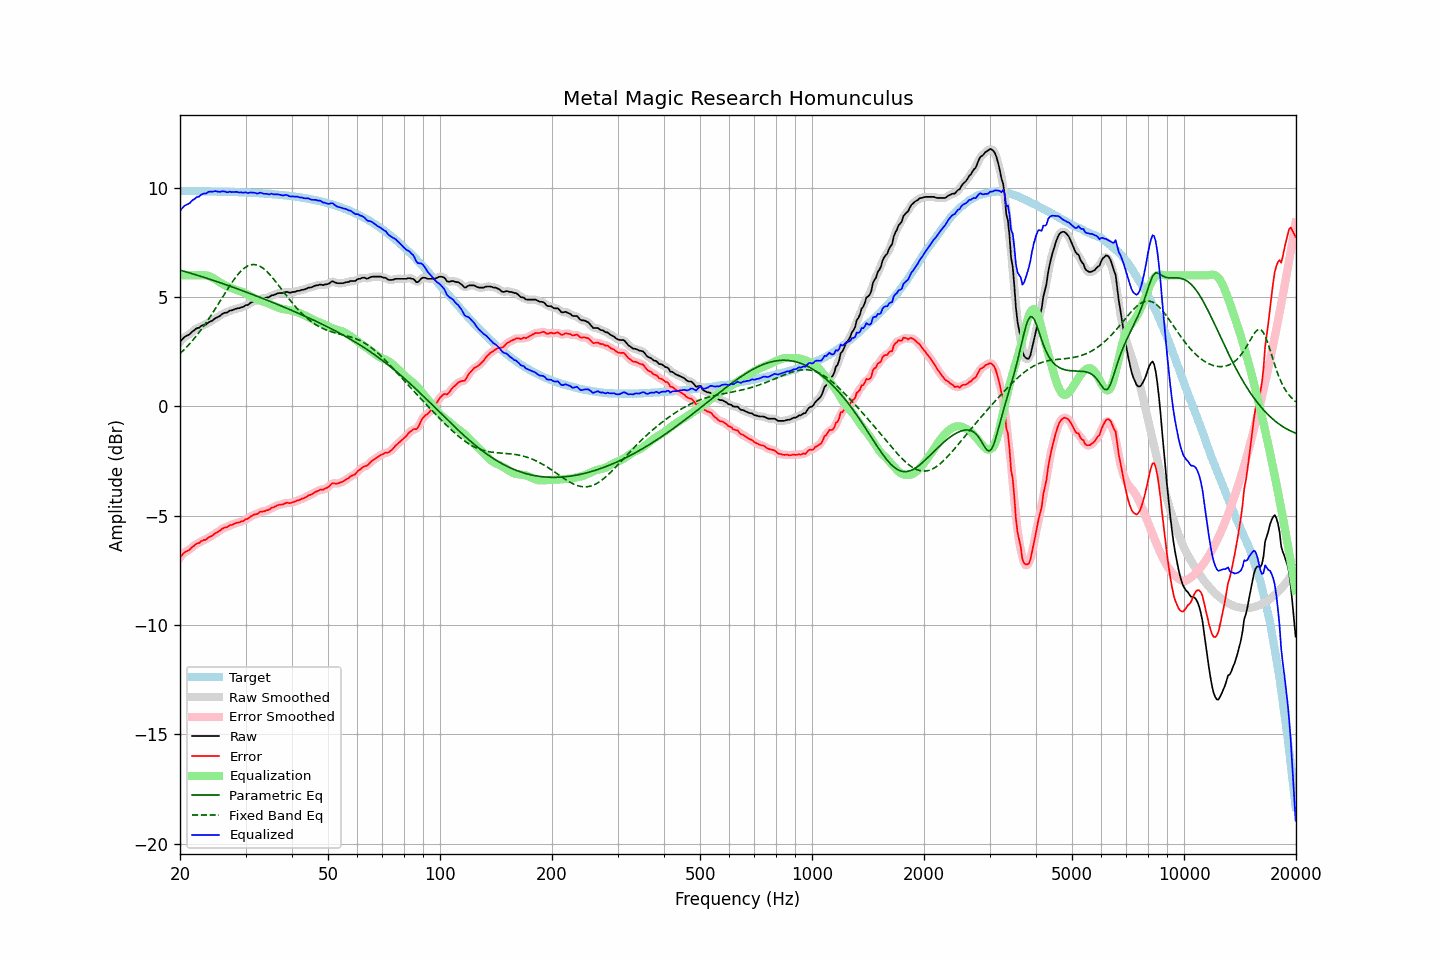 Metal Magic Research Homunculus
Amplitude (dBr)
10
5
0
−5
−10
−15
−20
Target
Raw Smoothed
Error Smoothed
Raw
Error
Equalization
Parametric Eq
Fixed Band Eq
Equalized
20 50 100 200 500 1000 2000 5000 10000 20000
Frequency (Hz)